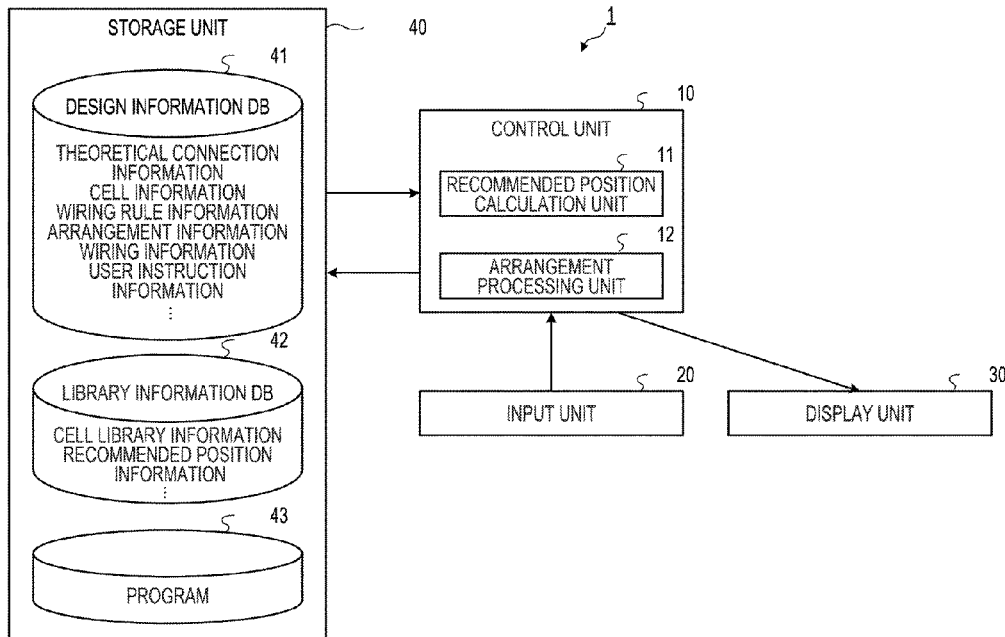 STORAGE UNIT
40
1
41
DESIGN INFORMATION DB
THEORETICAL CONNECTION
INFORMATION
CELL INFORMATION
WIRING RULE INFORMATION
ARRANGEMENT INFORMATION
WIRING INFORMATION
USER INSTRUCTION
INFORMATION
⋮
10
CONTROL UNIT
11
RECOMMENDED POSITION
CALCULATION UNIT
12
ARRANGEMENT
PROCESSING UNIT
42
LIBRARY INFORMATION DB
CELL LIBRARY INFORMATION
RECOMMENDED POSITION
INFORMATION
⋮
20
INPUT UNIT
30
DISPLAY UNIT
43
PROGRAM